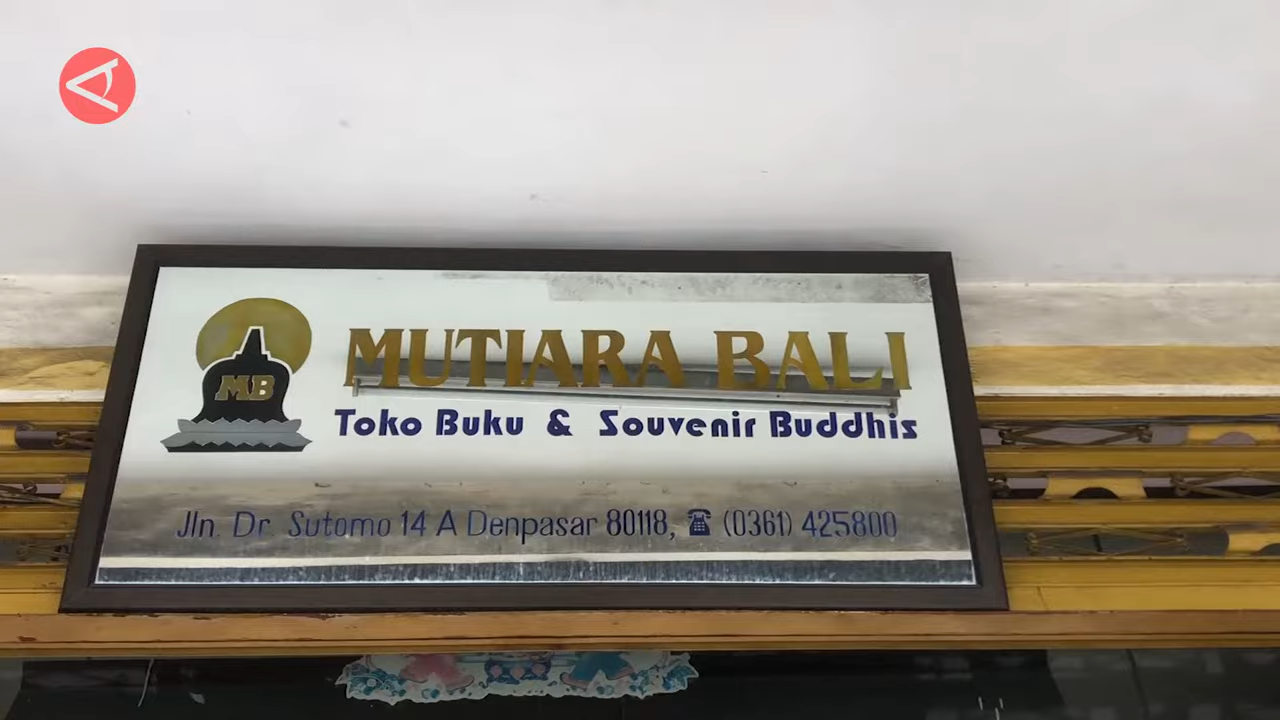 MUTIARA BALI
MB
Toko Buku & Souvenir Buddhis
Jln. Dr. Sutomo 14 A Denpasar 80118, ☎ (0361) 425800